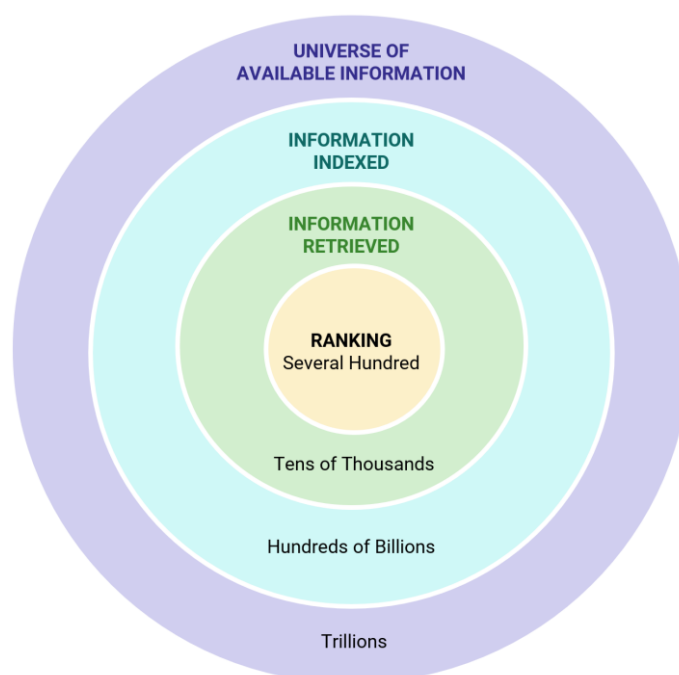 UNIVERSE OF
AVAILABLE INFORMATION
INFORMATION
INDEXED
INFORMATION
RETRIEVED
RANKING
Several Hundred
Tens of Thousands
Hundreds of Billions
Trillions